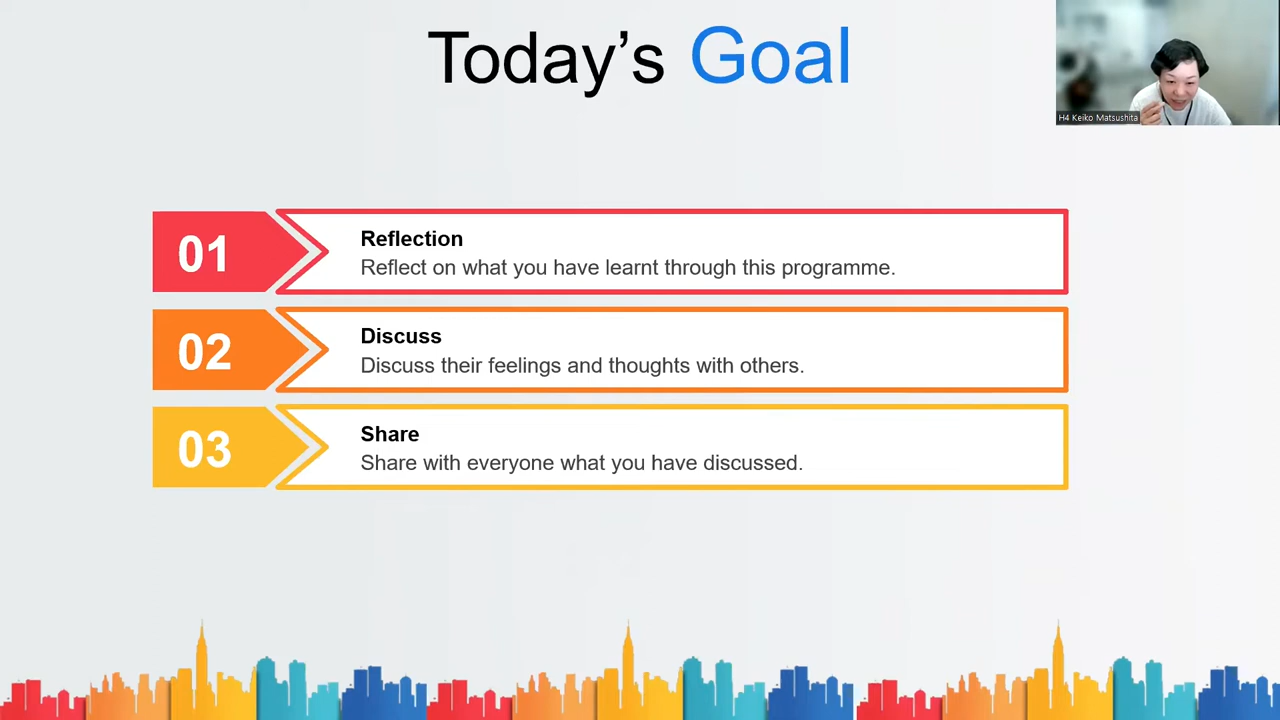 Today’s Goal
H4 Keiko Matsushita
01
Reflection
Reflect on what you have learnt through this programme.
02
Discuss
Discuss their feelings and thoughts with others.
03
Share
Share with everyone what you have discussed.